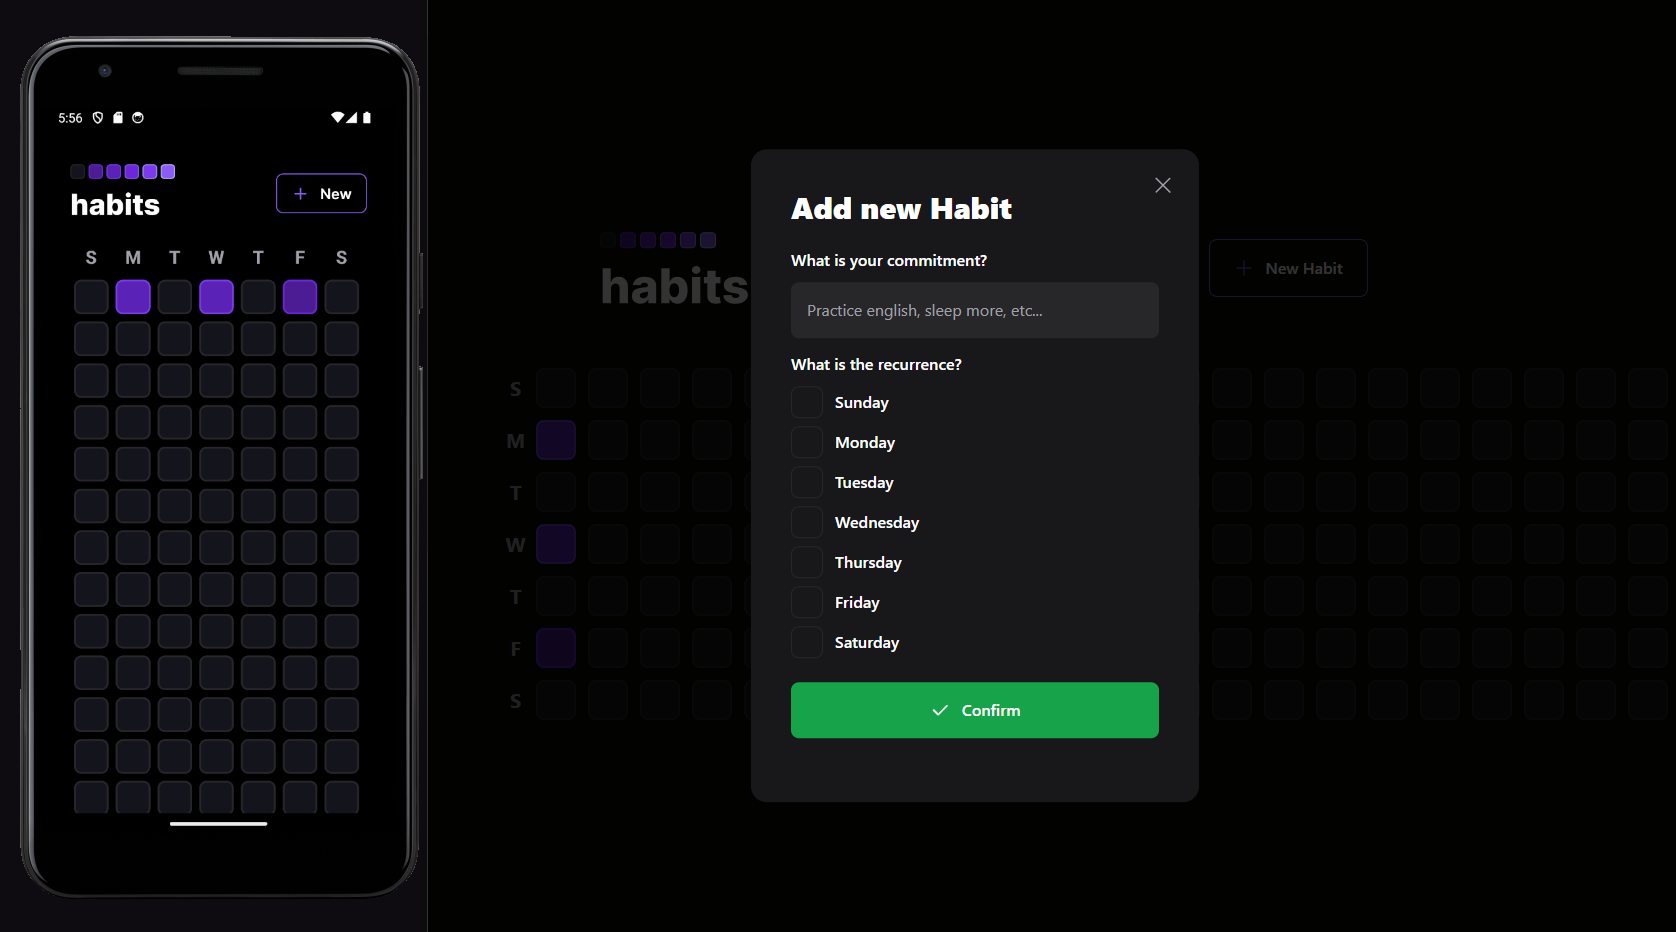 5:56
habits
+ New
S M T W T F S
habits
+ New Habit
S
M
T
W
T
F
S
Add new Habit
What is your commitment?
Practice english, sleep more, etc...
What is the recurrence?
Sunday
Monday
Tuesday
Wednesday
Thursday
Friday
Saturday
Confirm